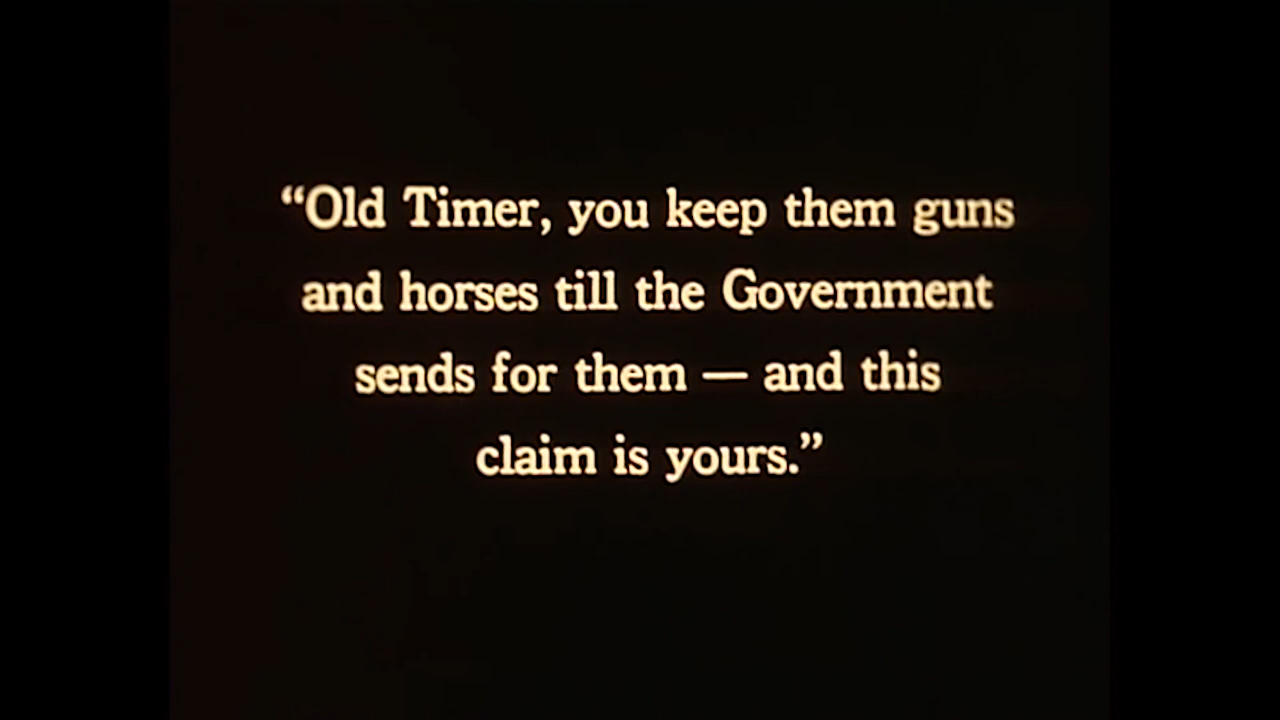 “Old Timer, you keep them guns
and horses till the Government
sends for them — and this
claim is yours.”